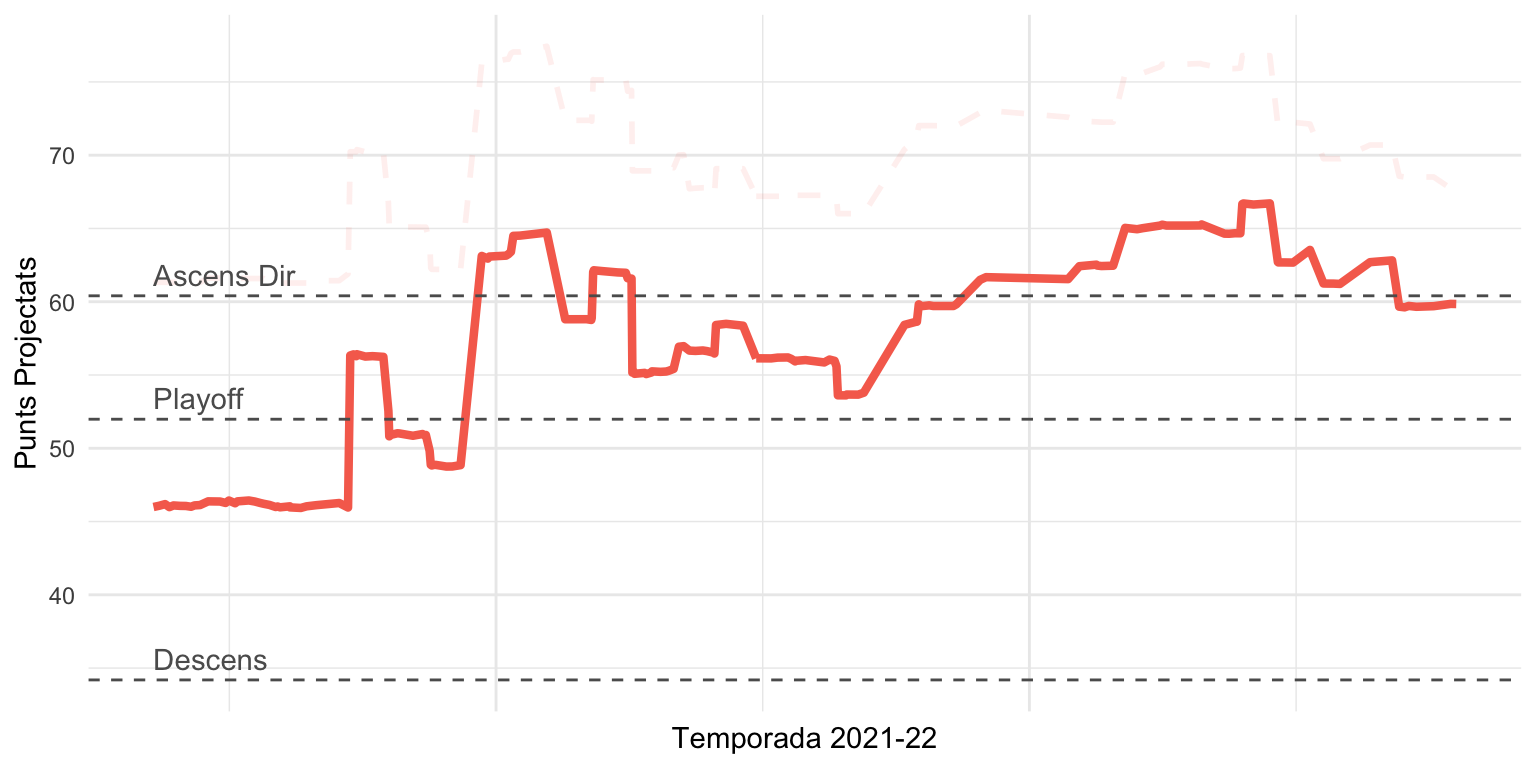 Punts Projectats
70
Ascens Dir
60
Playoff
50
40
Descens
Temporada 2021-22